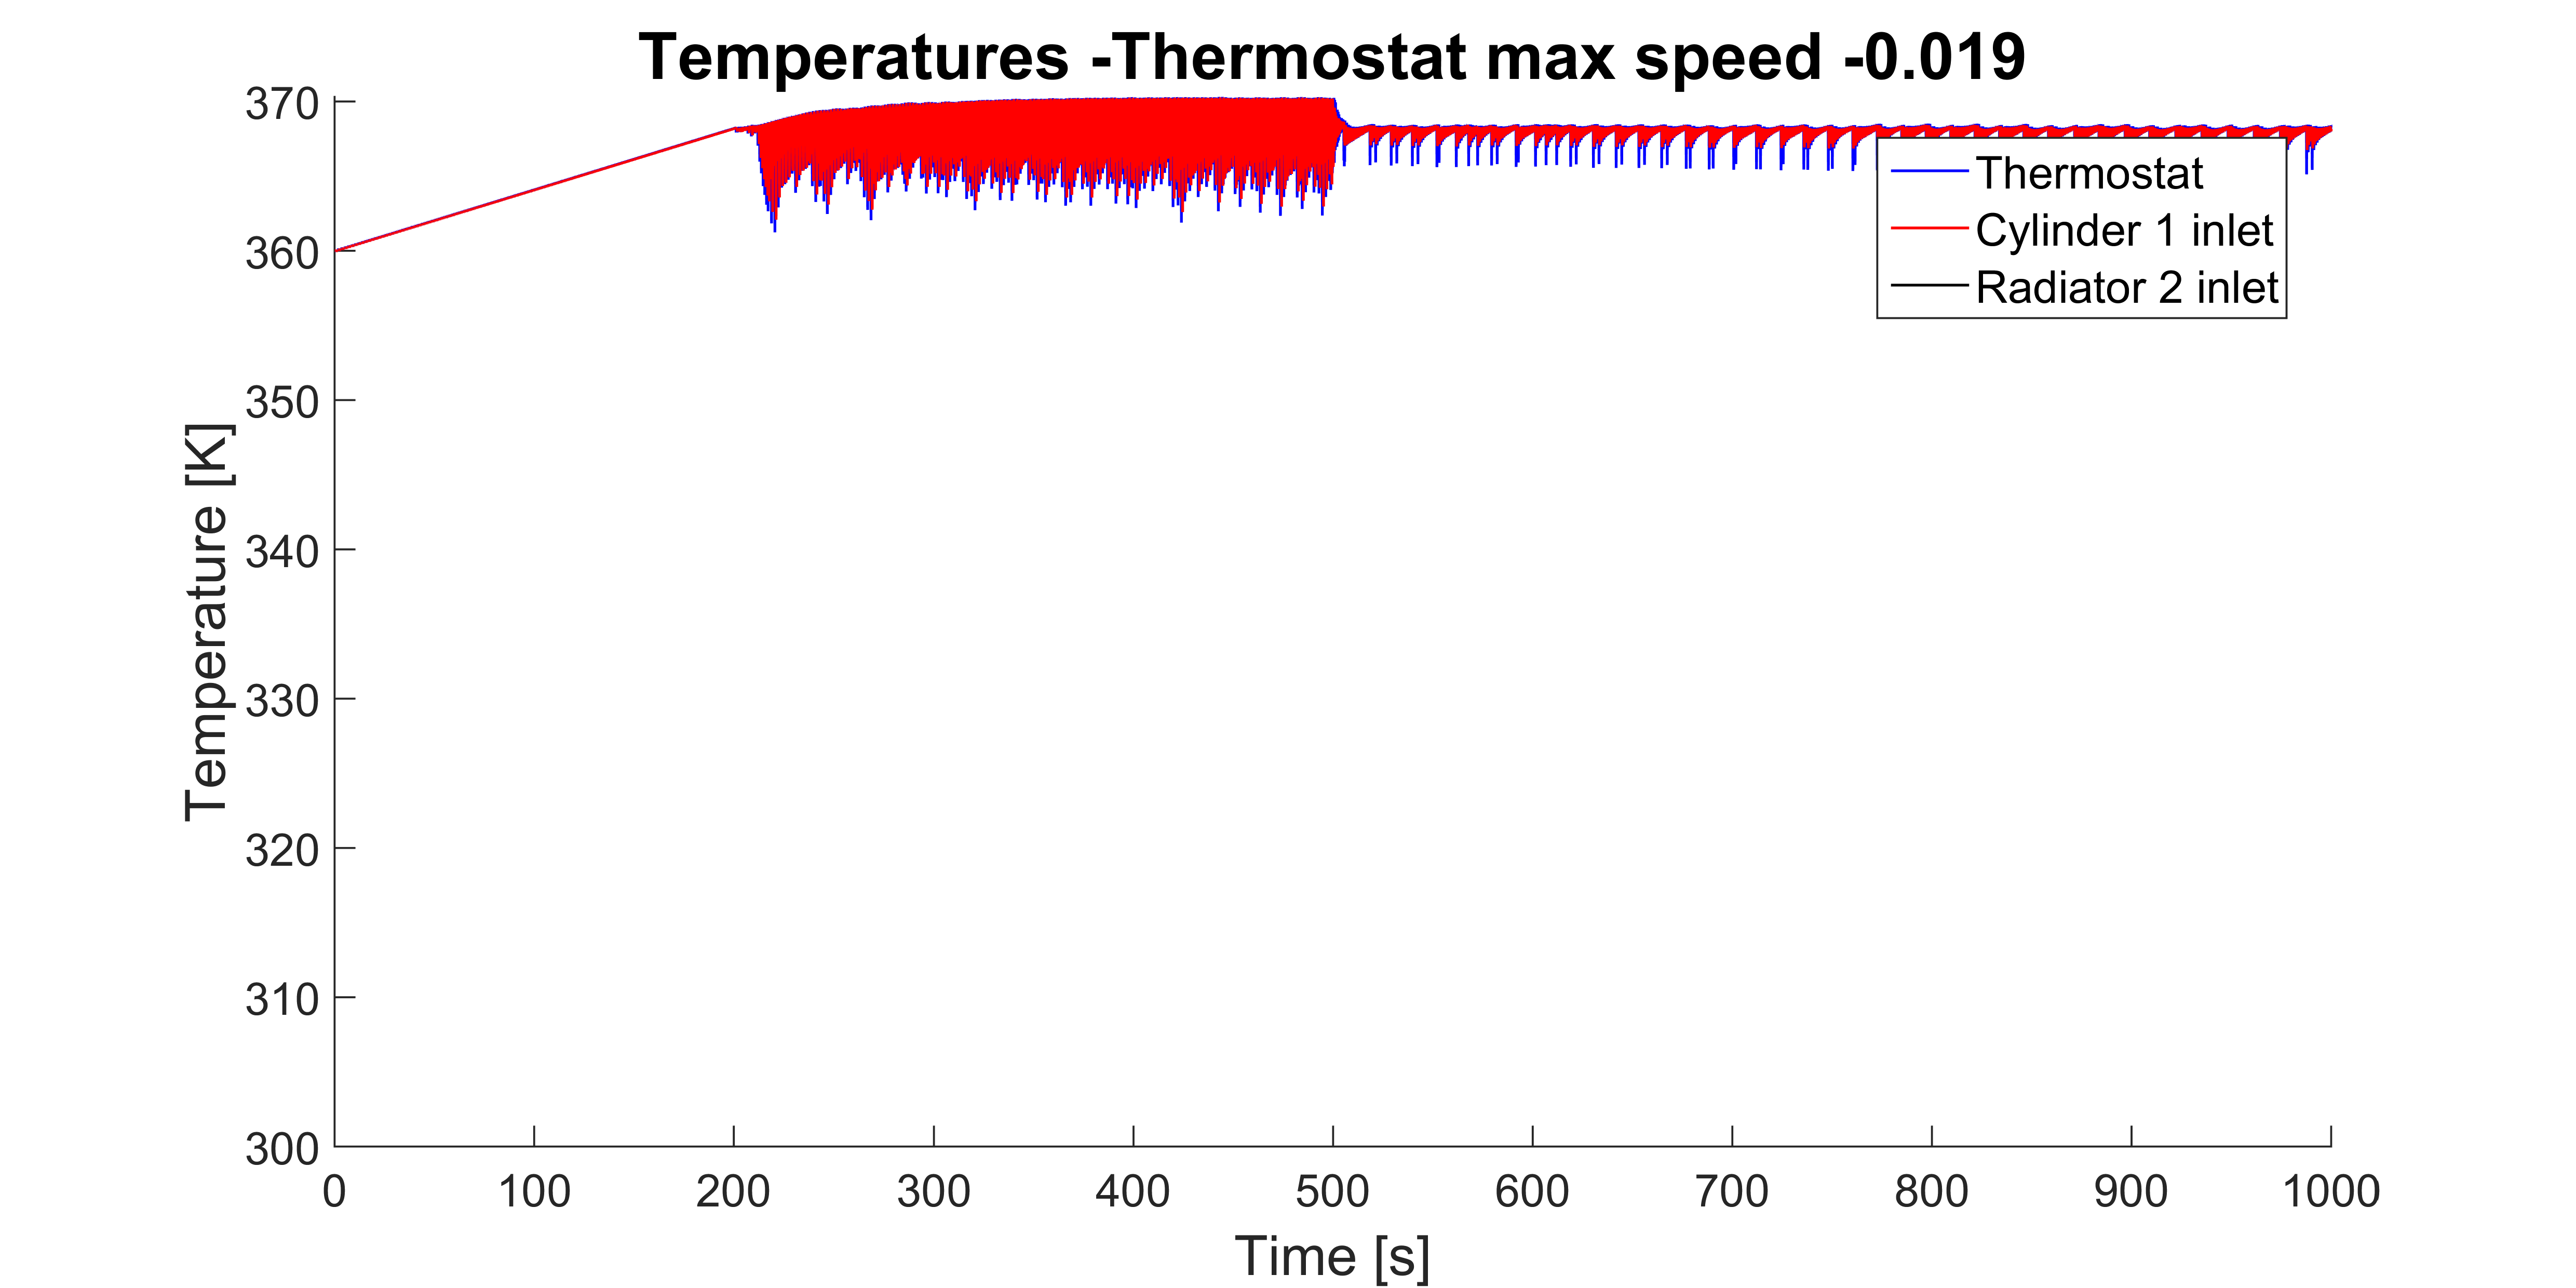 Temperatures -Thermostat max speed -0.019
370
360
350
340
330
320
310
300
Temperature [K]
Thermostat
Cylinder 1 inlet
Radiator 2 inlet
0 100 200 300 400 500 600 700 800 900 1000
Time [s]